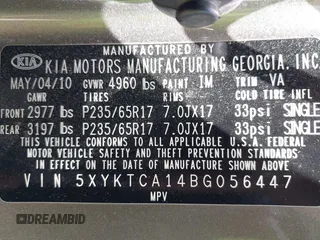 MANUFACTURED BY
KIA KIA MOTORS MANUFACTURING GEORGIA, INC
MAY/04/10 GVWR 4960 lbs PAINT 1M TRIM VA
GAWR TIRES RIMS COLD TIRE INFL
FRONT 2977 lbs P235/65R17 7.0JX17 33psi SINGLE
REAR 3197 lbs P235/65R17 7.0JX17 33psi SINGLE
THIS VEHICLE CONFORMS TO ALL APPLICABLE U.S.A. FEDERAL
MOTOR VEHICLE SAFETY STANDARDS IN EFFECT ON THE
DATE OF MANUFACTURE SHOWN ABOVE.
VIN 5XYKTCA14BG056447
MPV
DREAMBID